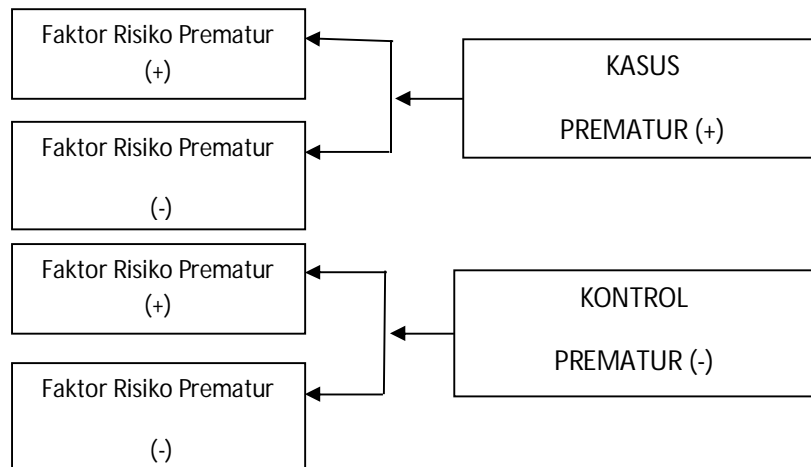 Faktor Risiko Prematur
(+)
KASUS
PREMATUR (+)
Faktor Risiko Prematur
(-)
Faktor Risiko Prematur
(+)
KONTROL
PREMATUR (-)
Faktor Risiko Prematur
(-)